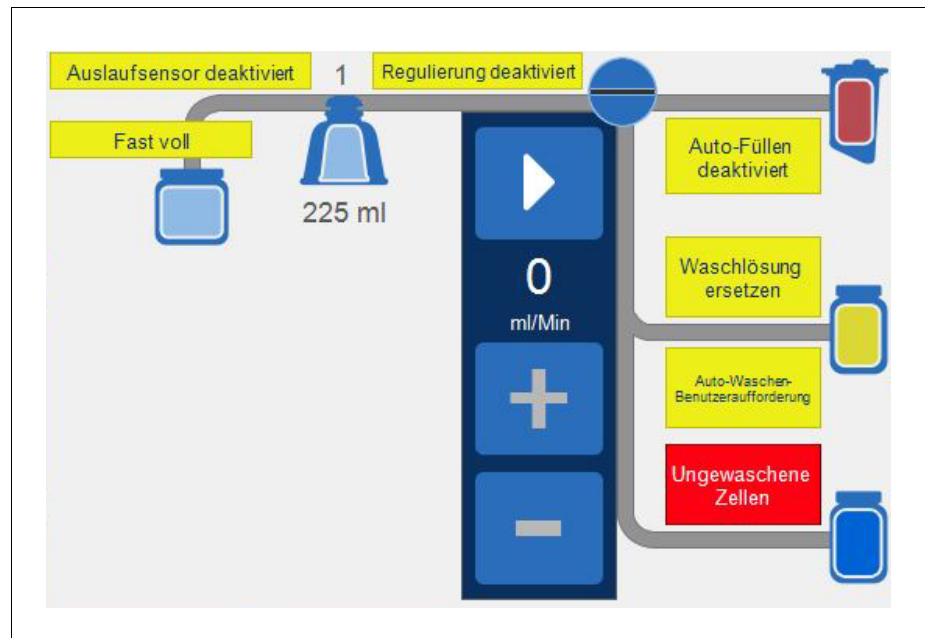 Auslaufsensor deaktiviert
1
Regulierung deaktiviert
Fast voll
225 ml
Auto-Füllen
deaktiviert
0
ml/Min
Waschlösung
ersetzen
Auto-Waschen-
Benutzeraufforderung
Ungewaschene
Zellen